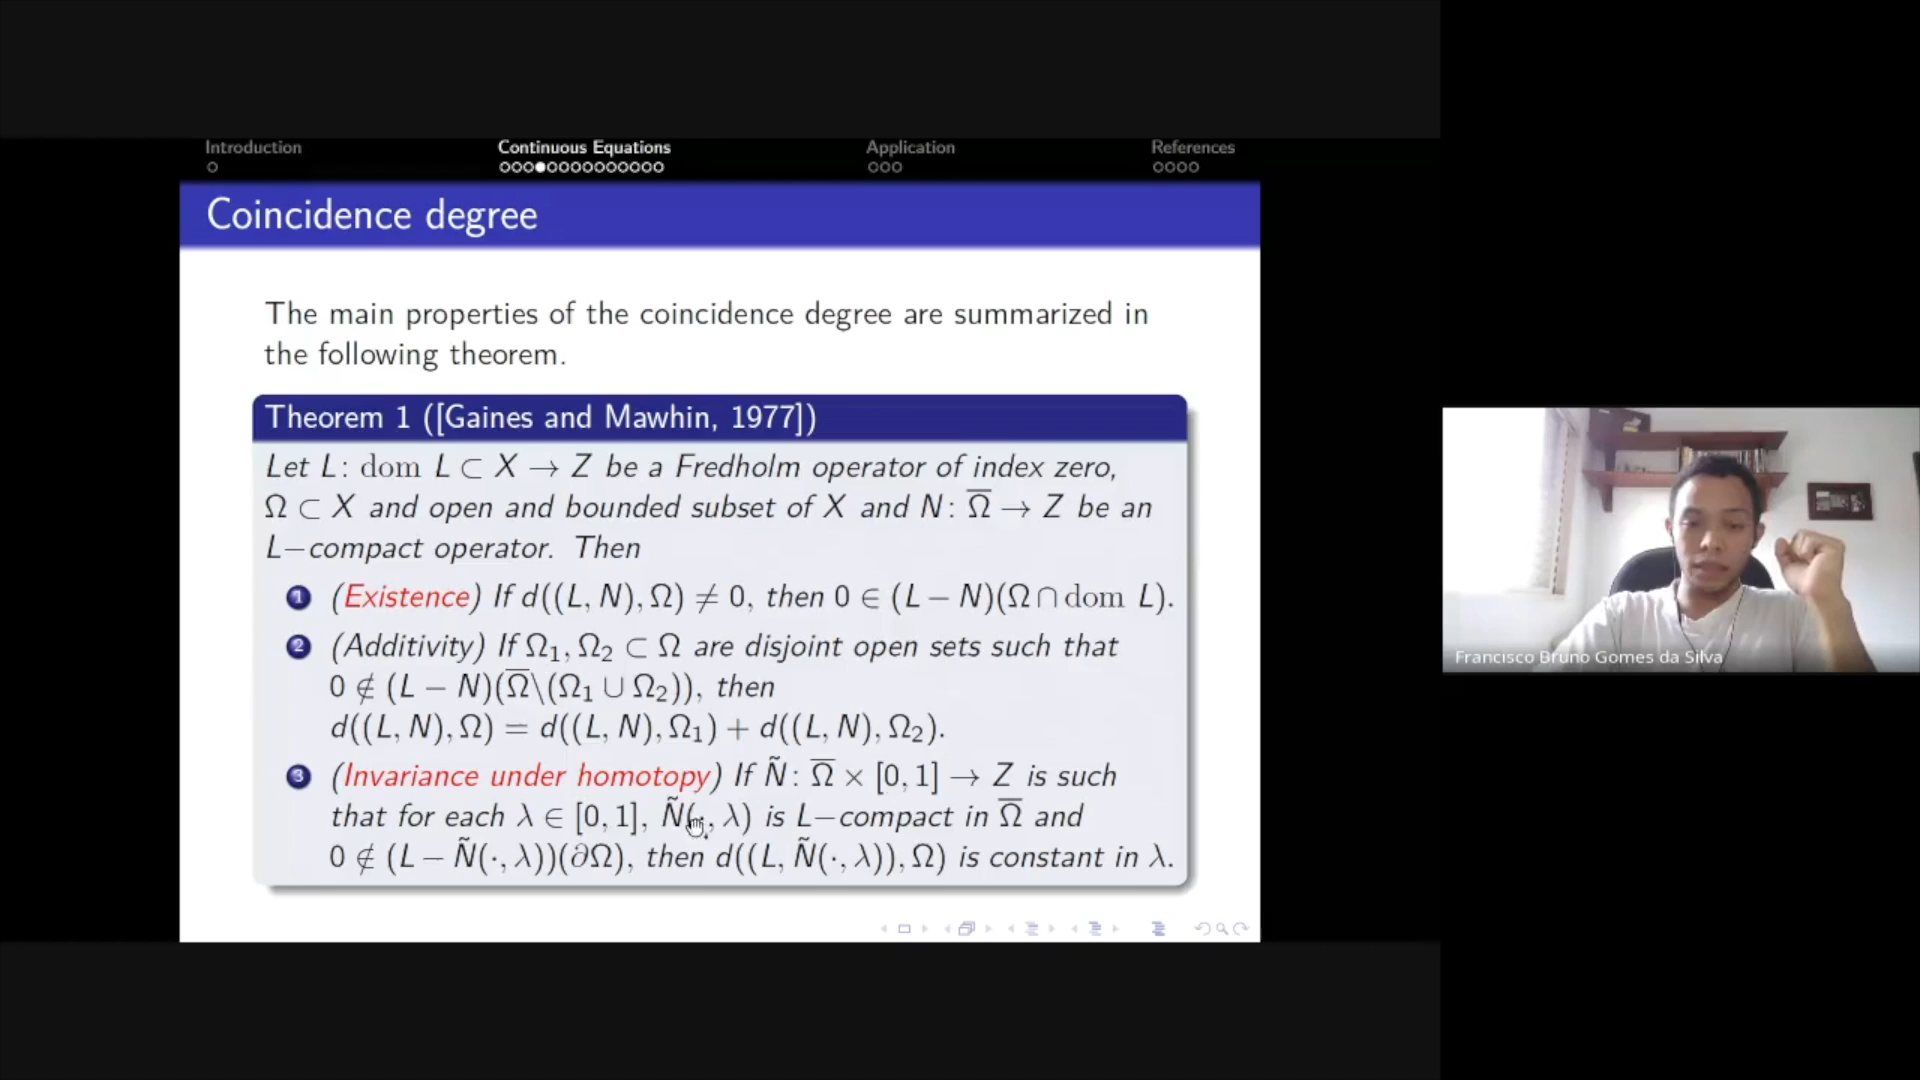 Introduction
Continuous Equations
Application
References
Coincidence degree
The main properties of the coincidence degree are summarized in
the following theorem.
Theorem 1 ([Gaines and Mawhin, 1977])
Let L: dom L ⊂ X → Z be a Fredholm operator of index zero,
Ω ⊂ X and open and bounded subset of X and N: Ω̅ → Z be an
L−compact operator. Then
1 (Existence) If d((L, N), Ω) ≠ 0, then 0 ∈ (L − N)(Ω ∩ dom L).
2 (Additivity) If Ω₁, Ω₂ ⊂ Ω are disjoint open sets such that
0 ∉ (L − N)(Ω̅\(Ω₁ ∪ Ω₂)), then
d((L, N), Ω) = d((L, N), Ω₁) + d((L, N), Ω₂).
3 (Invariance under homotopy) If Ñ: Ω̅ × [0, 1] → Z is such
that for each λ ∈ [0, 1], Ñ(·, λ) is L−compact in Ω̅ and
0 ∉ (L − Ñ(·, λ))(∂Ω), then d((L, Ñ(·, λ)), Ω) is constant in λ.
Francisco Bruno Gomes da Silva